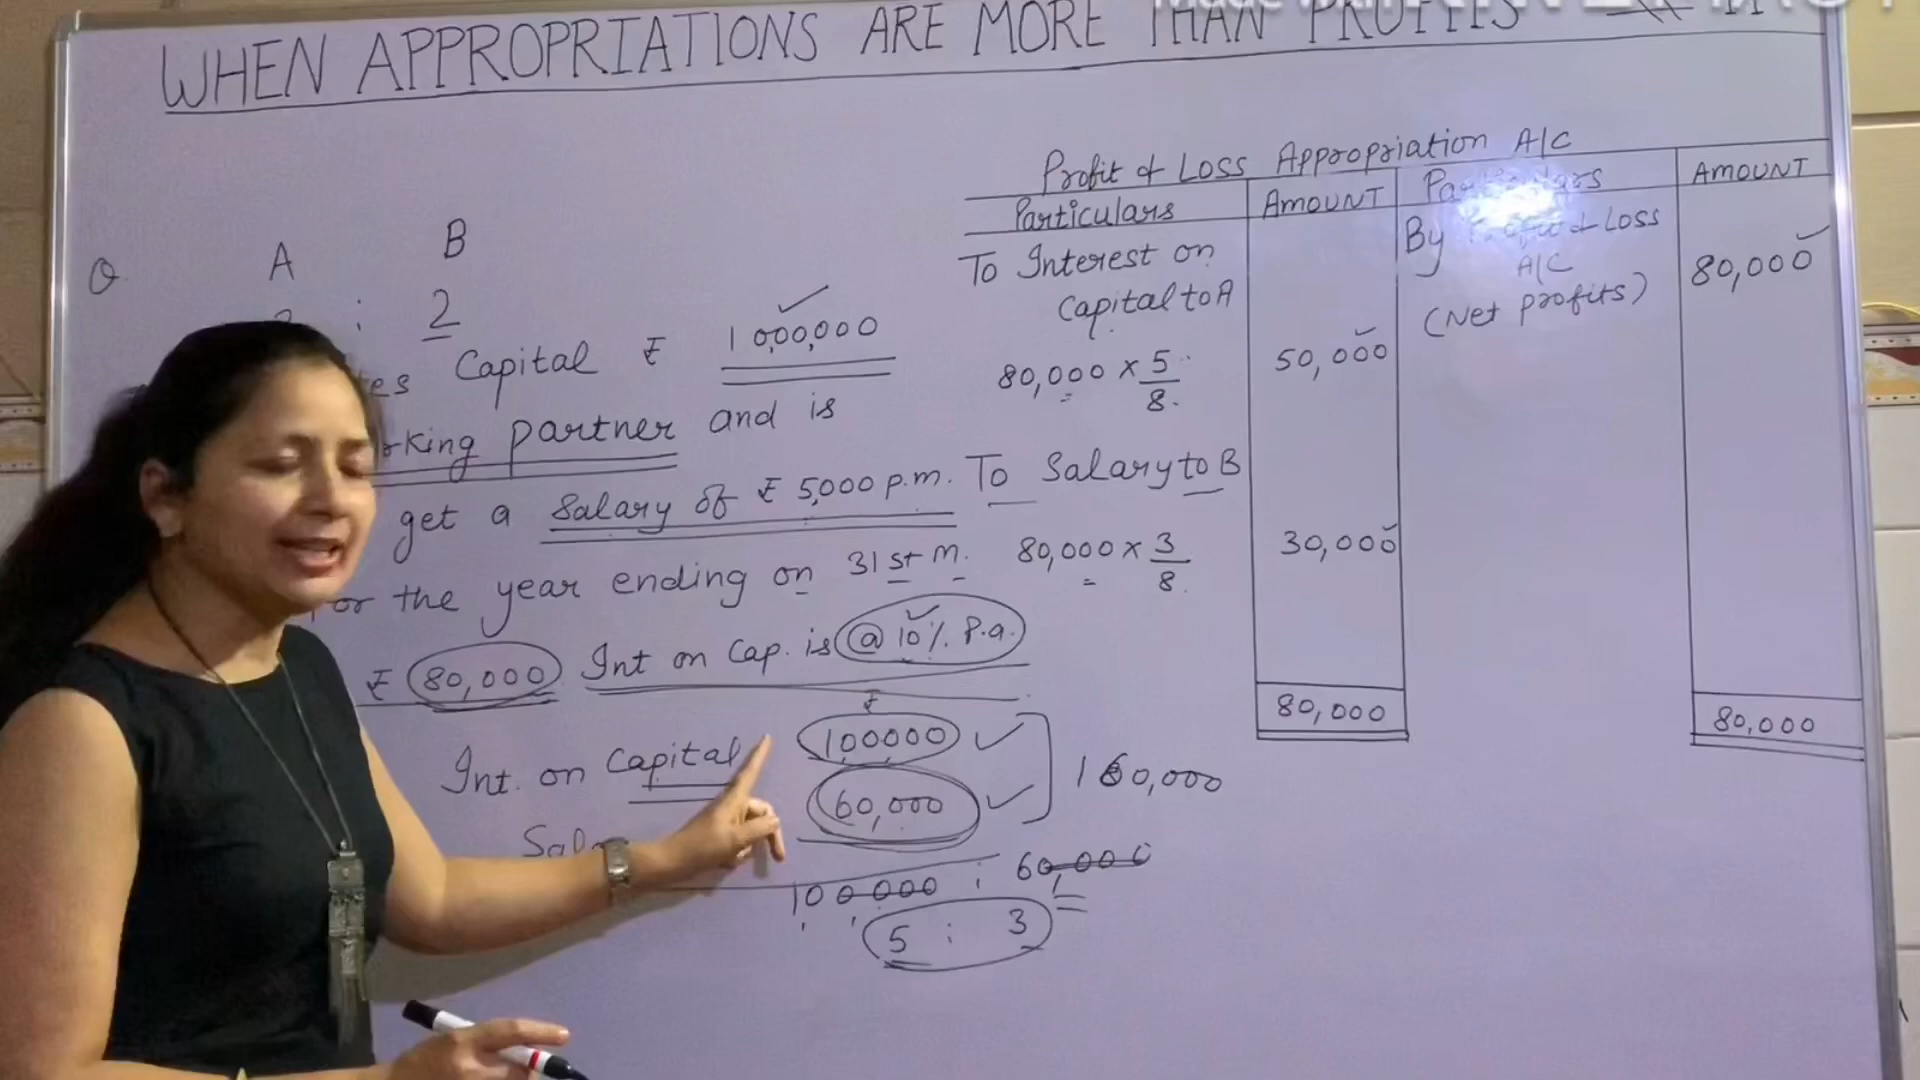 WHEN APPROPRIATIONS ARE MORE THAN PROFITS
Q A B
: 2
Capital ₹ 10,00,000
partner and is
get a Salary of ₹ 5,000 p.m.
or the year ending on 31st M.
₹ 80,000 Int on Cap. is @ 10% P.a.
₹
Int. on Capital 100000
60,000
160,000
100000 : 60,000
5 : 3
Profit & Loss Appropriation A/C
Particulars AMOUNT AMOUNT
To Interest on
Capital to A
80,000 × 5/8 50,000
To Salary to B
80,000 × 3/8 30,000
80,000
By Profit & Loss
A/C
(Net profits) 80,000
80,000